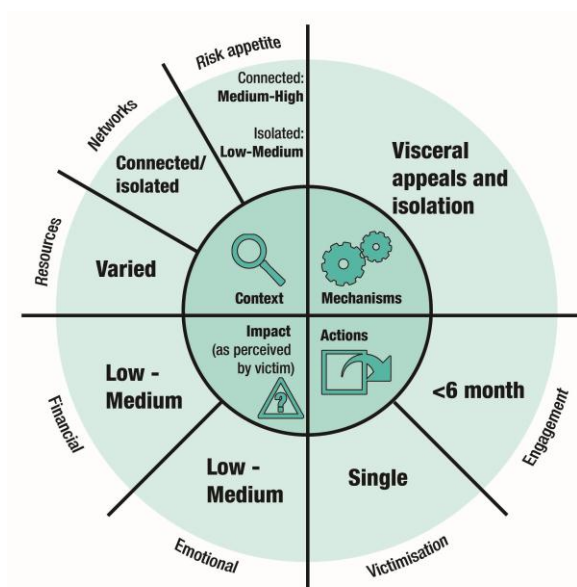 Risk appetite
Connected:
Medium-High
Isolated:
Low-Medium
Networks
Connected/
isolated
Resources
Varied
Context
Visceral
appeals and
isolation
Mechanisms
Impact
(as perceived
by victim)
?
Actions
Financial
Low -
Medium
Emotional
Low -
Medium
Single
Victimisation
<6 month
Engagement